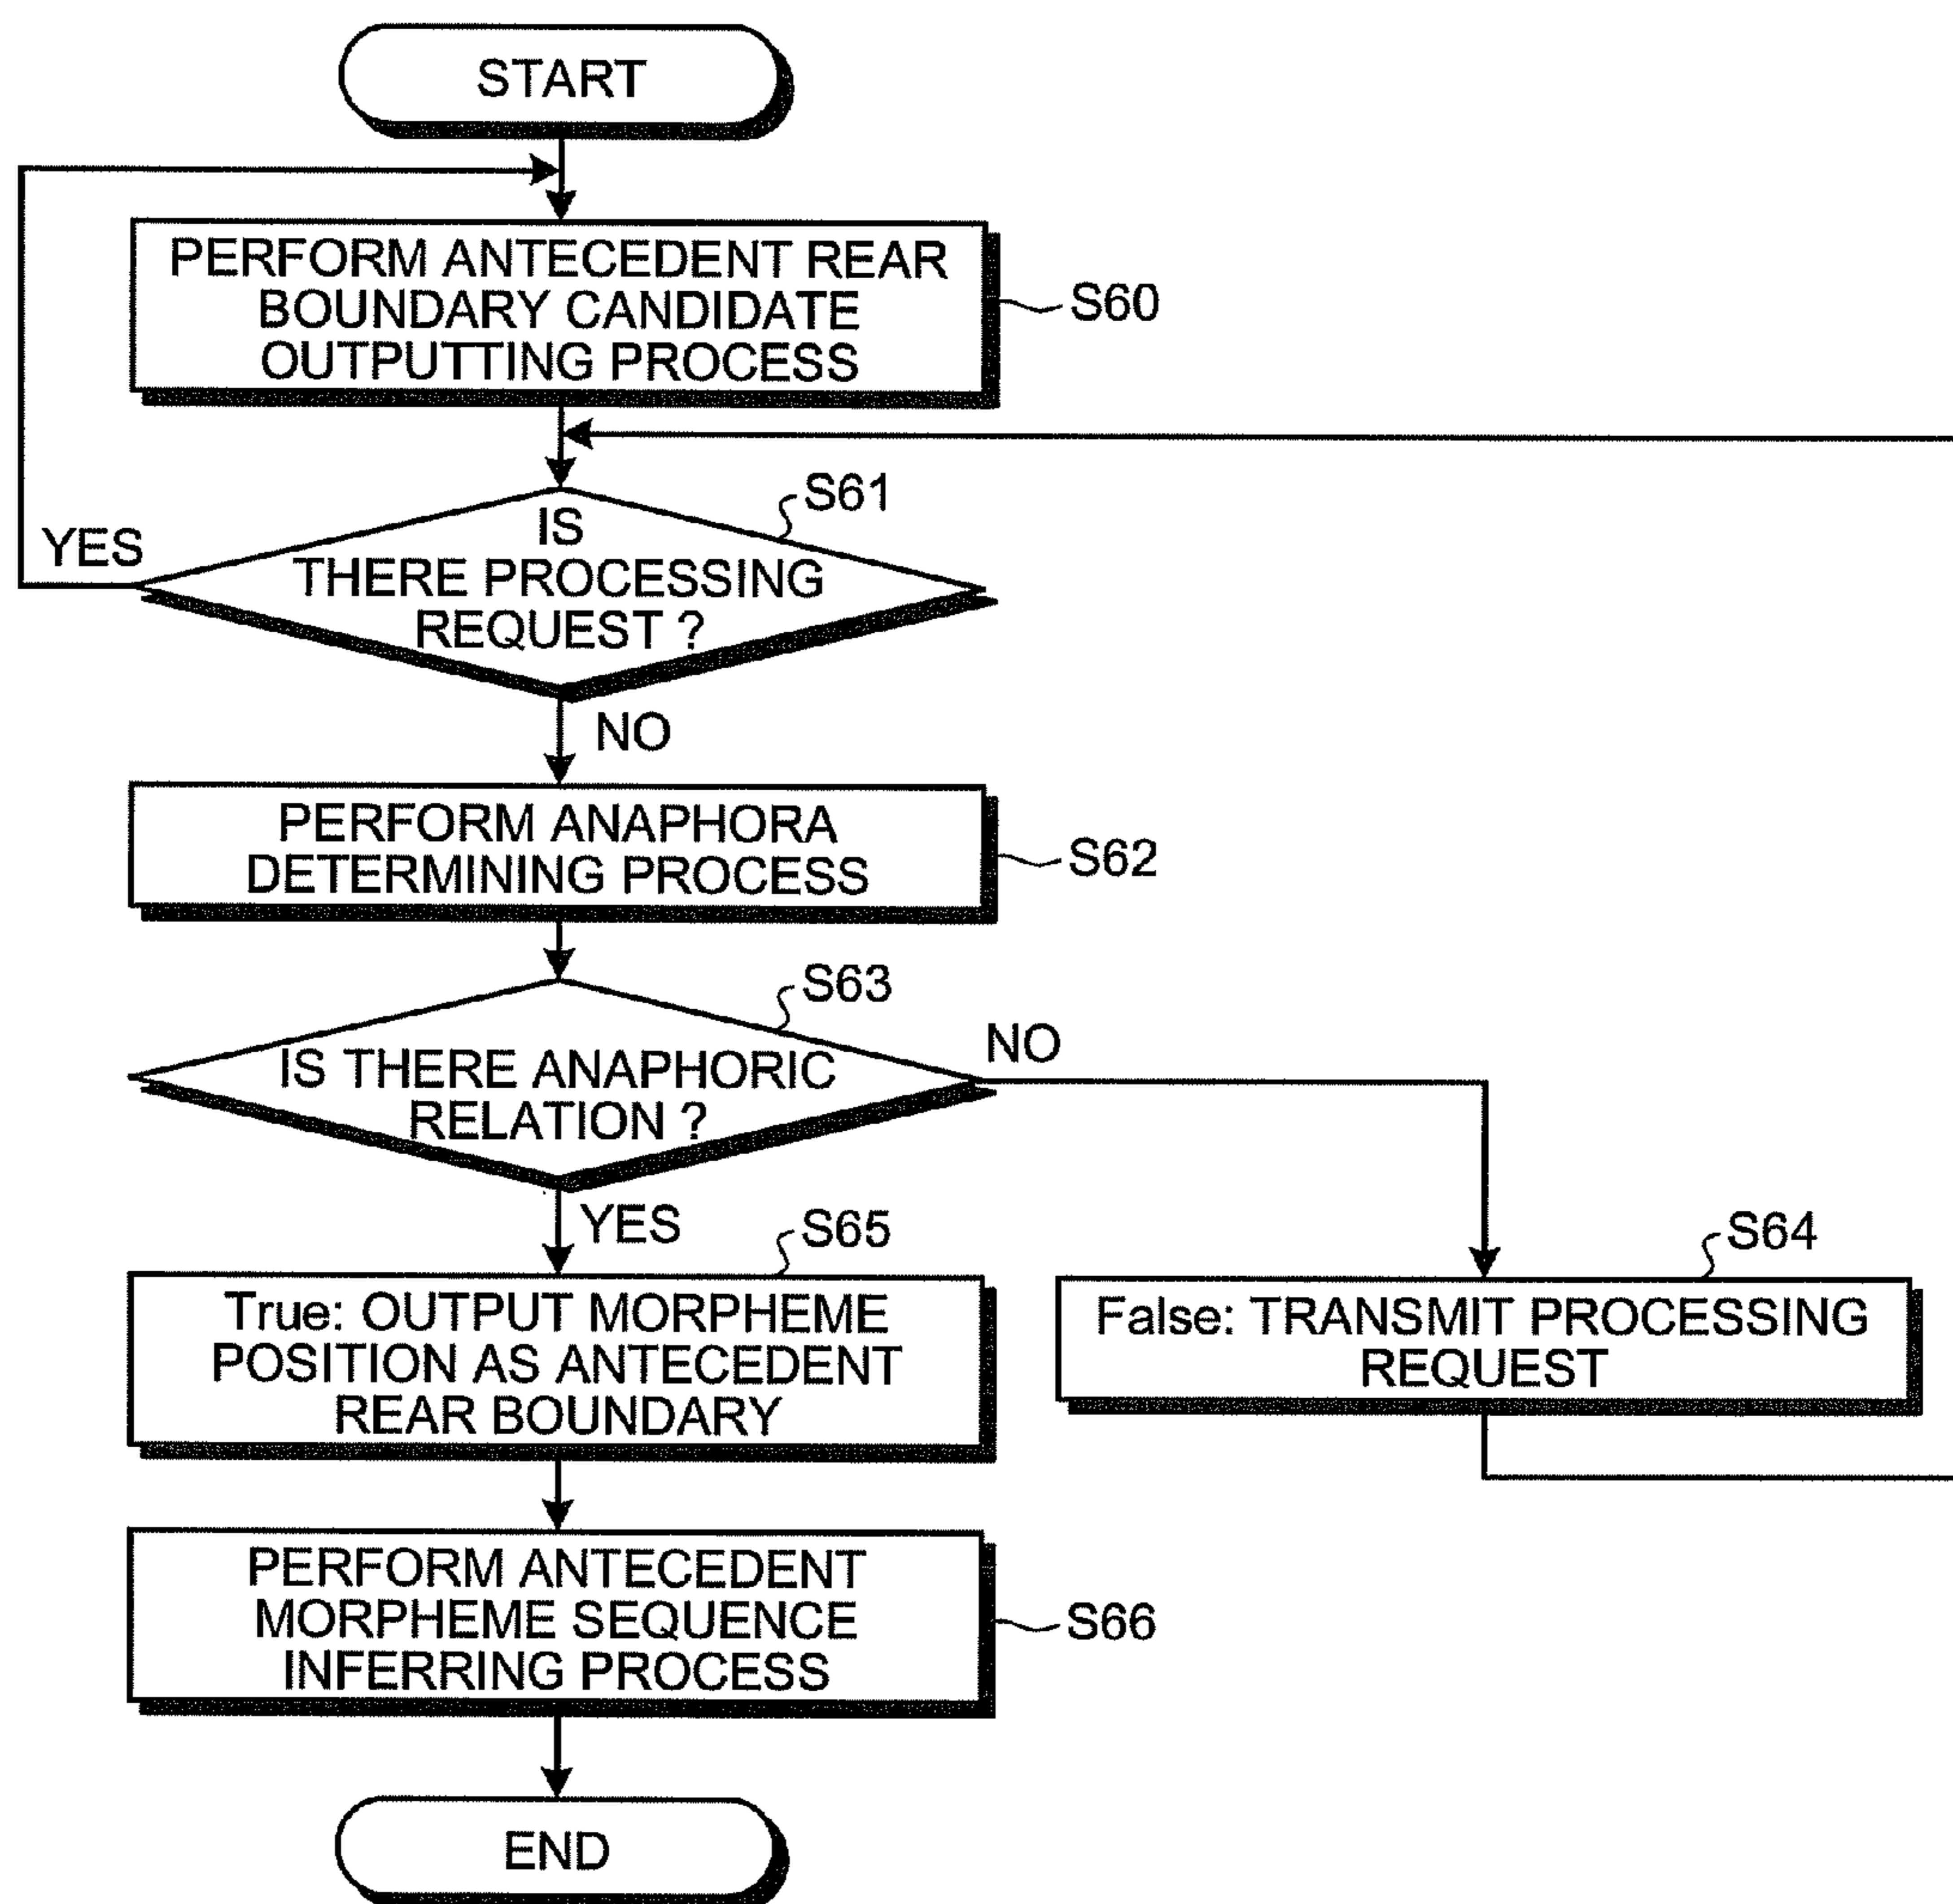 START
PERFORM ANTECEDENT REAR
BOUNDARY CANDIDATE
OUTPUTTING PROCESS
S60
S61
IS
THERE PROCESSING
REQUEST ?
YES
NO
PERFORM ANAPHORA
DETERMINING PROCESS
S62
S63
IS THERE ANAPHORIC
RELATION ?
NO
YES
S65
True: OUTPUT MORPHEME
POSITION AS ANTECEDENT
REAR BOUNDARY
S64
False: TRANSMIT PROCESSING
REQUEST
PERFORM ANTECEDENT
MORPHEME SEQUENCE
INFERRING PROCESS
S66
END